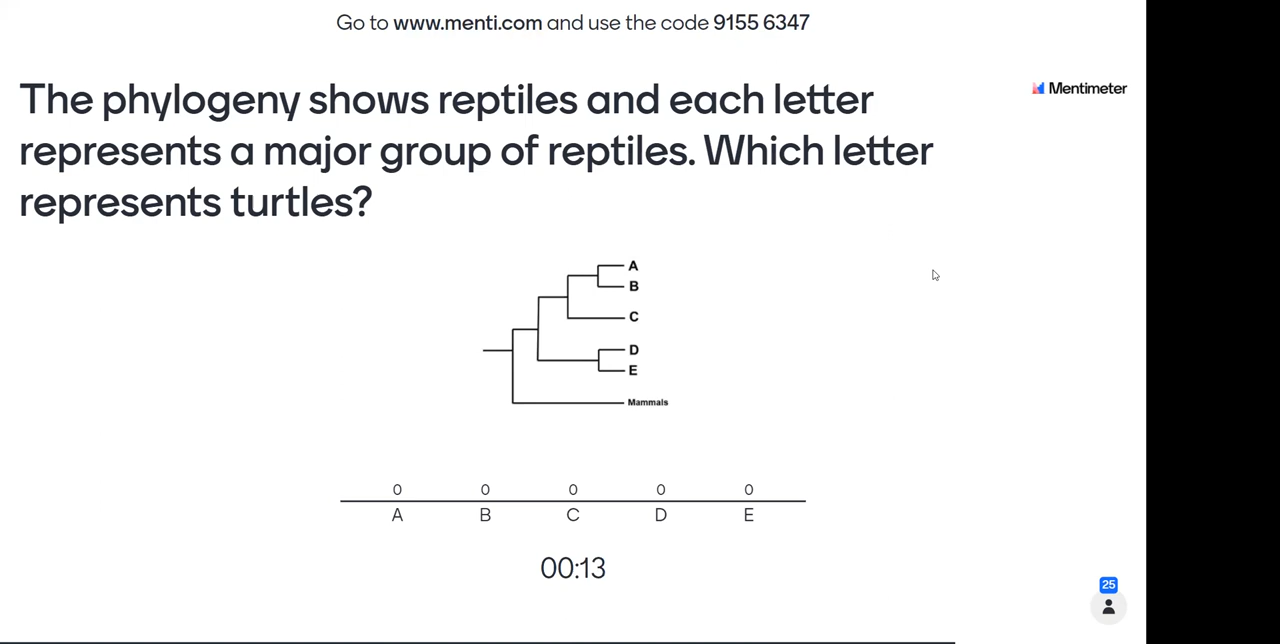 Go to www.menti.com and use the code 9155 6347
Mentimeter
The phylogeny shows reptiles and each letter
represents a major group of reptiles. Which letter
represents turtles?
A
B
C
D
E
Mammals
0 0 0 0 0
A B C D E
00:13
25